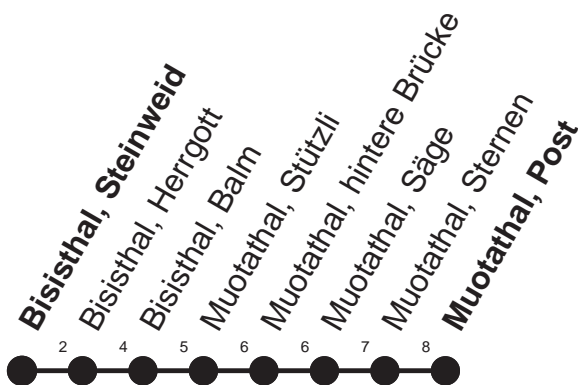 Bisisthal, Steinweid
Bisisthal, Herrgott
Bisisthal, Balm
Muotathal, Stützli
Muotathal, hintere Brücke
Muotathal, Säge
Muotathal, Sternen
Muotathal, Post
2 4 5 6 6 7 8